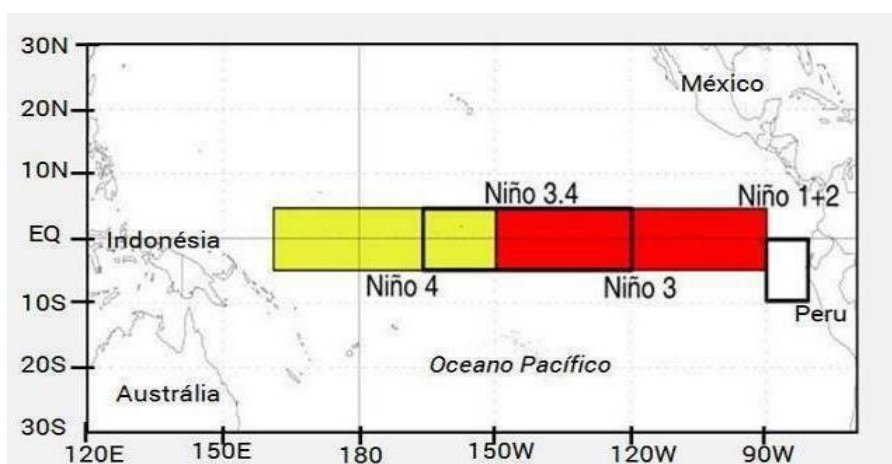 30N
México
20N
10N
Niño 3.4
Niño 1+2
EQ
Indonésia
Niño 4
Niño 3
10S
Peru
20S
Oceano Pacífico
Austrália
30S
120E
150E
180
150W
120W
90W